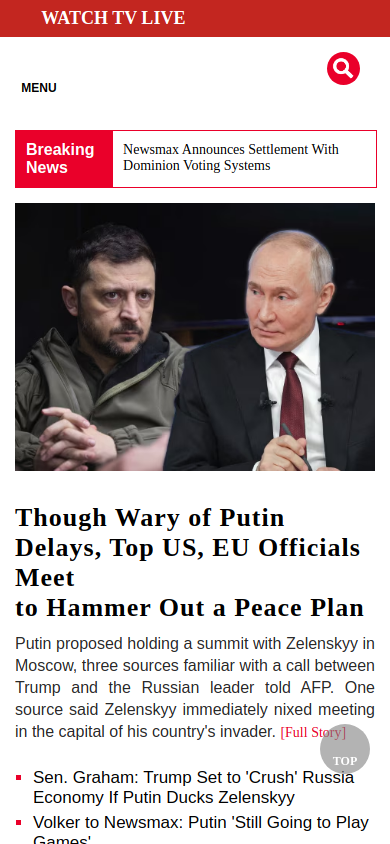 WATCH TV LIVE
MENU
Breaking
News
Newsmax Announces Settlement With
Dominion Voting Systems
Though Wary of Putin
Delays, Top US, EU Officials
Meet
to Hammer Out a Peace Plan
Putin proposed holding a summit with Zelenskyy in
Moscow, three sources familiar with a call between
Trump and the Russian leader told AFP. One
source said Zelenskyy immediately nixed meeting
in the capital of his country's invader. [Full Story]
TOP
Sen. Graham: Trump Set to 'Crush' Russia
Economy If Putin Ducks Zelenskyy
Volker to Newsmax: Putin 'Still Going to Play
Games'